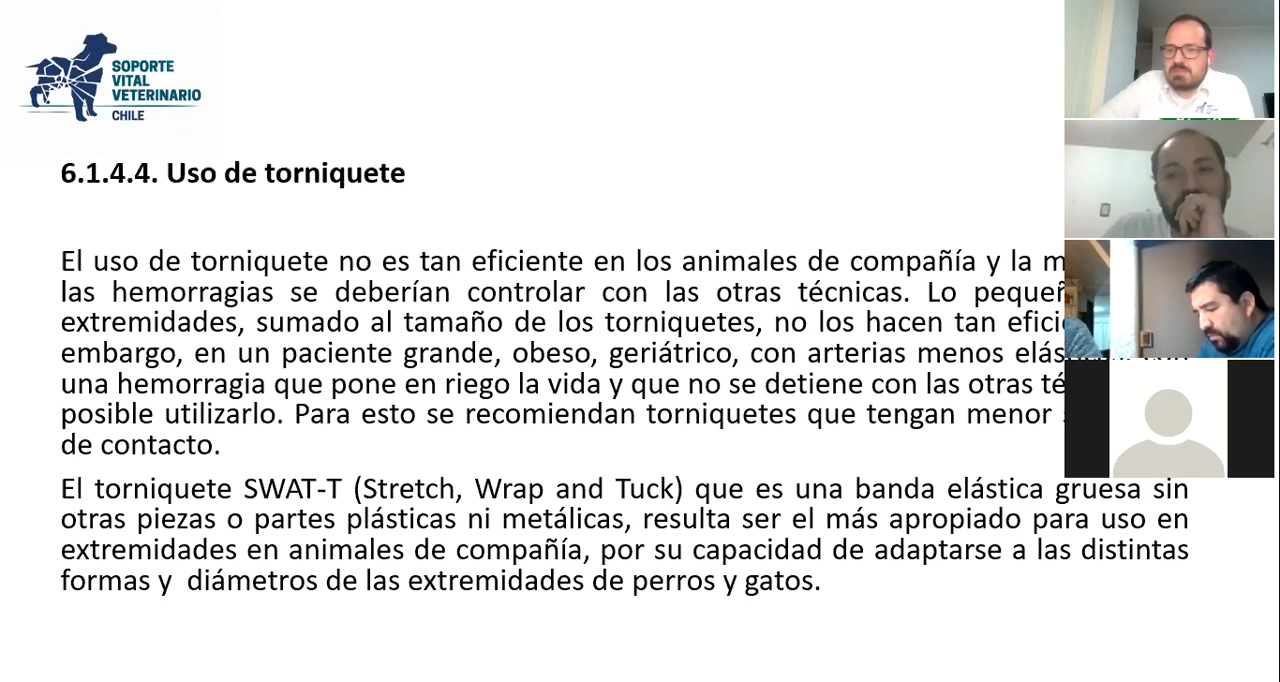 SOPORTE
VITAL
VETERINARIO
CHILE
6.1.4.4. Uso de torniquete
El uso de torniquete no es tan eficiente en los animales de compañía y la
las hemorragias se deberían controlar con las otras técnicas. Lo
extremidades, sumado al tamaño de los torniquetes, no los hacen tan
embargo, en un paciente grande, obeso, geriátrico, con arterias menos
una hemorragia que pone en riego la vida y que no se detiene con las otras
posible utilizarlo. Para esto se recomiendan torniquetes que tengan menor
de contacto.
El torniquete SWAT-T (Stretch, Wrap and Tuck) que es una banda elástica gruesa sin
otras piezas o partes plásticas ni metálicas, resulta ser el más apropiado para uso en
extremidades en animales de compañía, por su capacidad de adaptarse a las distintas
formas y diámetros de las extremidades de perros y gatos.